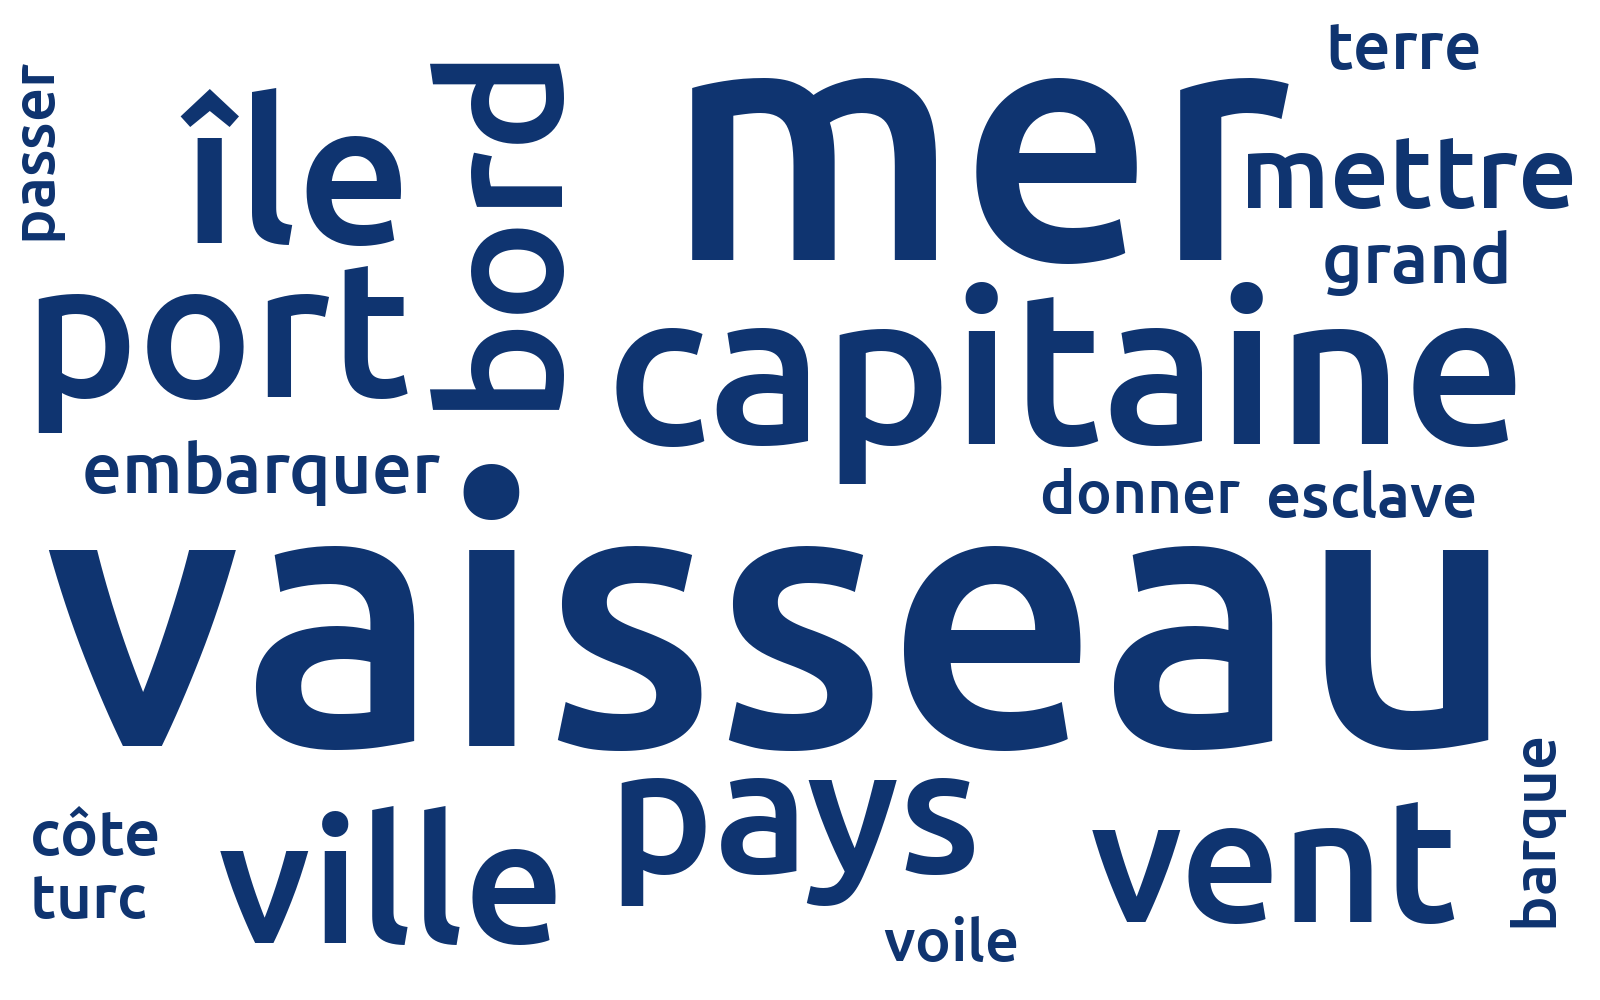 terre
passer
île
bord
mer
mettre
grand
port
capitaine
embarquer
donner
esclave
vaisseau
côte
ville
pays
vent
barque
turc
voile